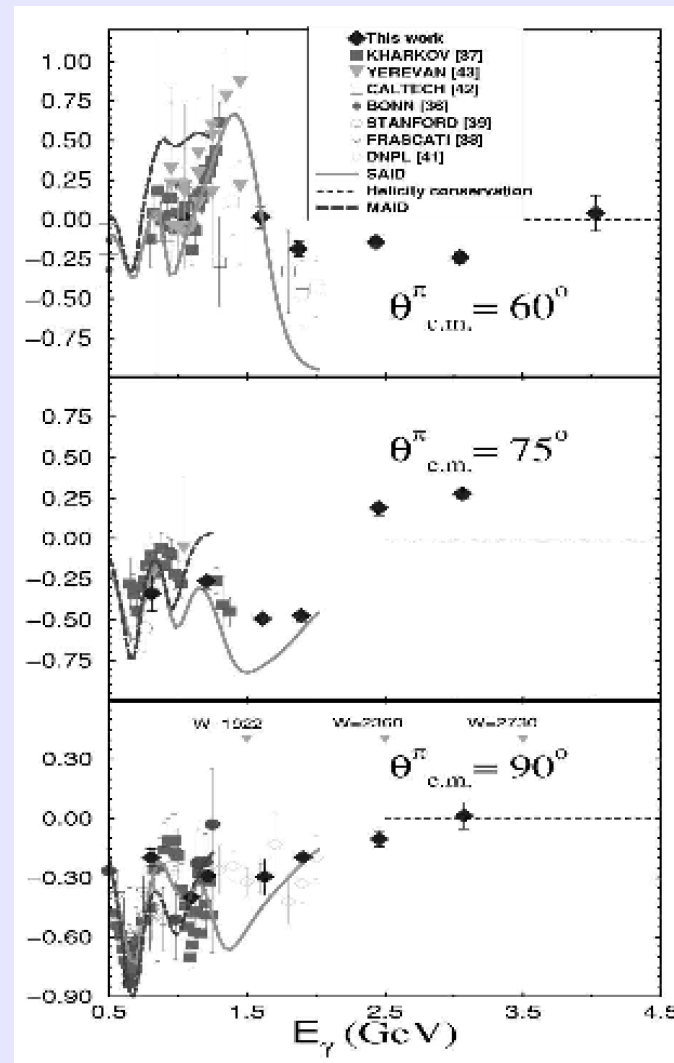 This work
KHARKOV [37]
YEREVAN [43]
CALTECH [42]
BONN [36]
STANFORD [39]
FRASCATI [38]
DNPL [41]
SAID
Helicity conservation
MAID
1.00
0.75
0.50
0.25
0.00
−0.25
−0.50
−0.75
θπc.m. = 60°
0.75
0.50
0.25
0.00
−0.25
−0.50
−0.75
θπc.m. = 75°
W=1922 W=2360 W=2730
0.30
0.00
−0.30
−0.60
−0.90
θπc.m. = 90°
0.5 1.5 2.5 3.5 4.5
Eγ (GeV)